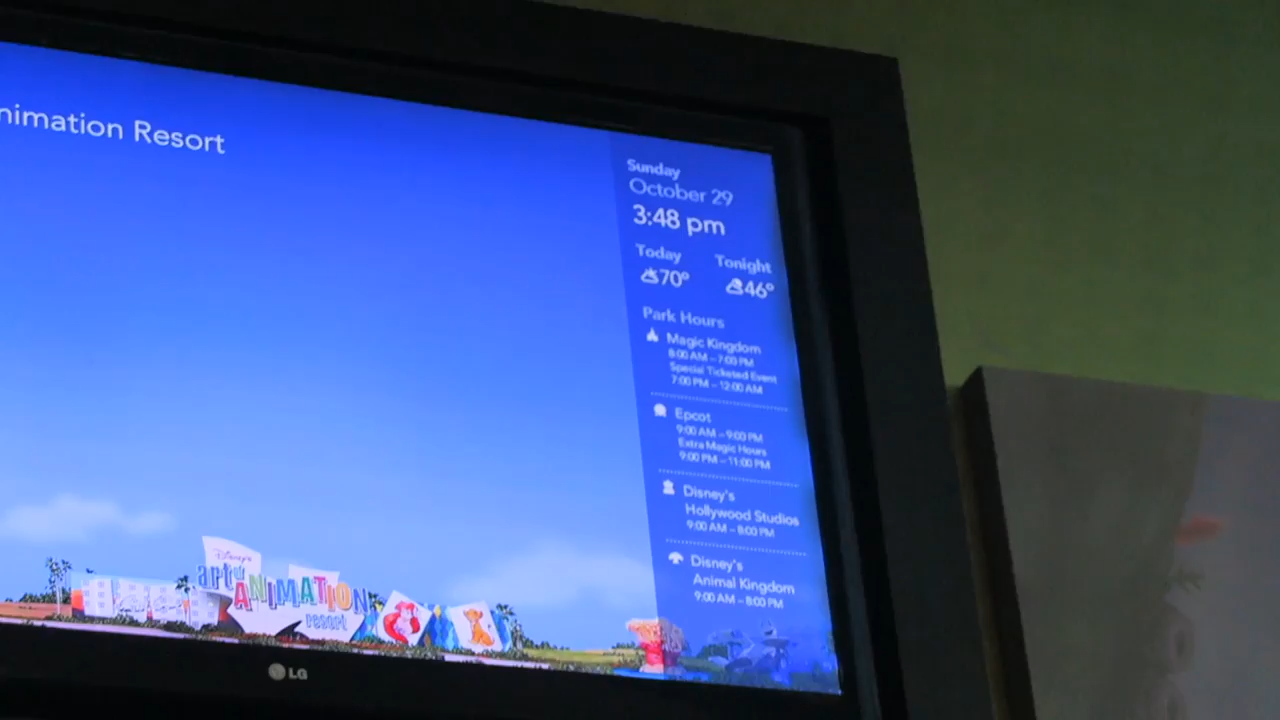 nimation Resort
Sunday
October 29
3:48 pm
Today
Tonight
70°
46°
Park Hours
Magic Kingdom
8:00 AM – 7:00 PM
Special Ticketed Event
7:00 PM – 12:00 AM
Epcot
9:00 AM – 9:00 PM
Extra Magic Hours
9:00 PM – 11:00 PM
Disney's
Hollywood Studios
9:00 AM – 8:00 PM
Disney's
Animal Kingdom
9:00 AM – 8:00 PM
Disney's
art of
ANIMATION
resort
LG